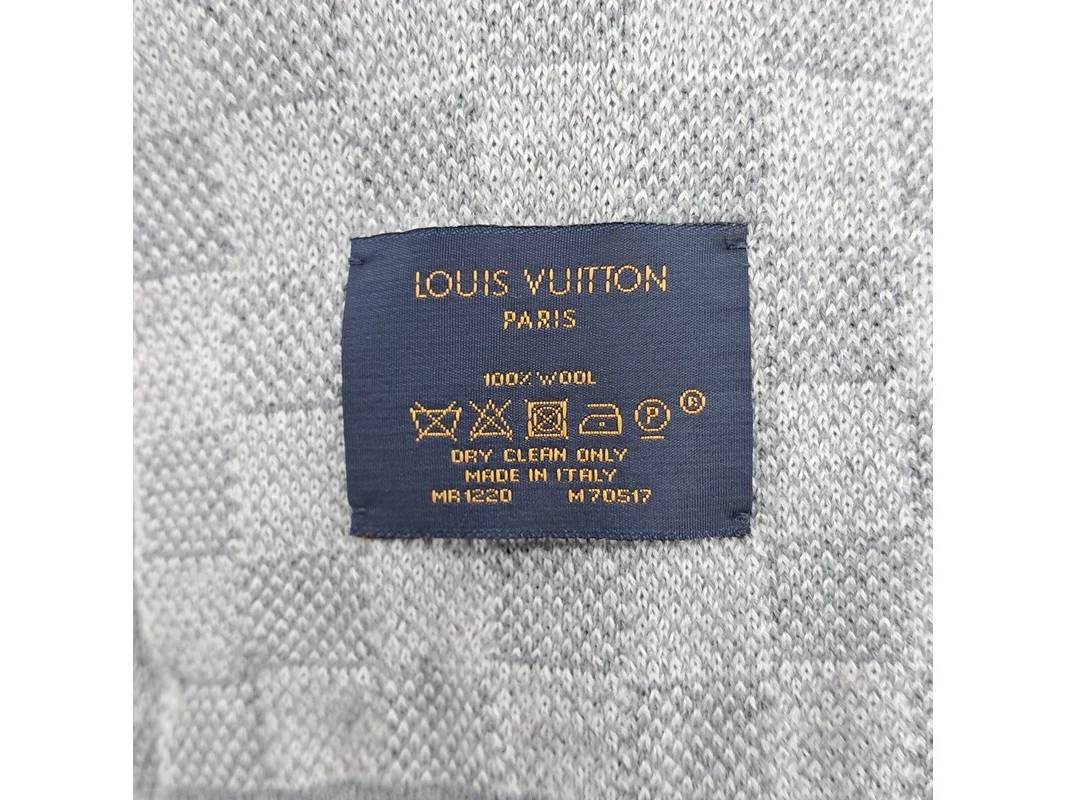 LOUIS VUITTON
PARIS
100% WOOL
P ®
DRY CLEAN ONLY
MADE IN ITALY
MR1220 M70517